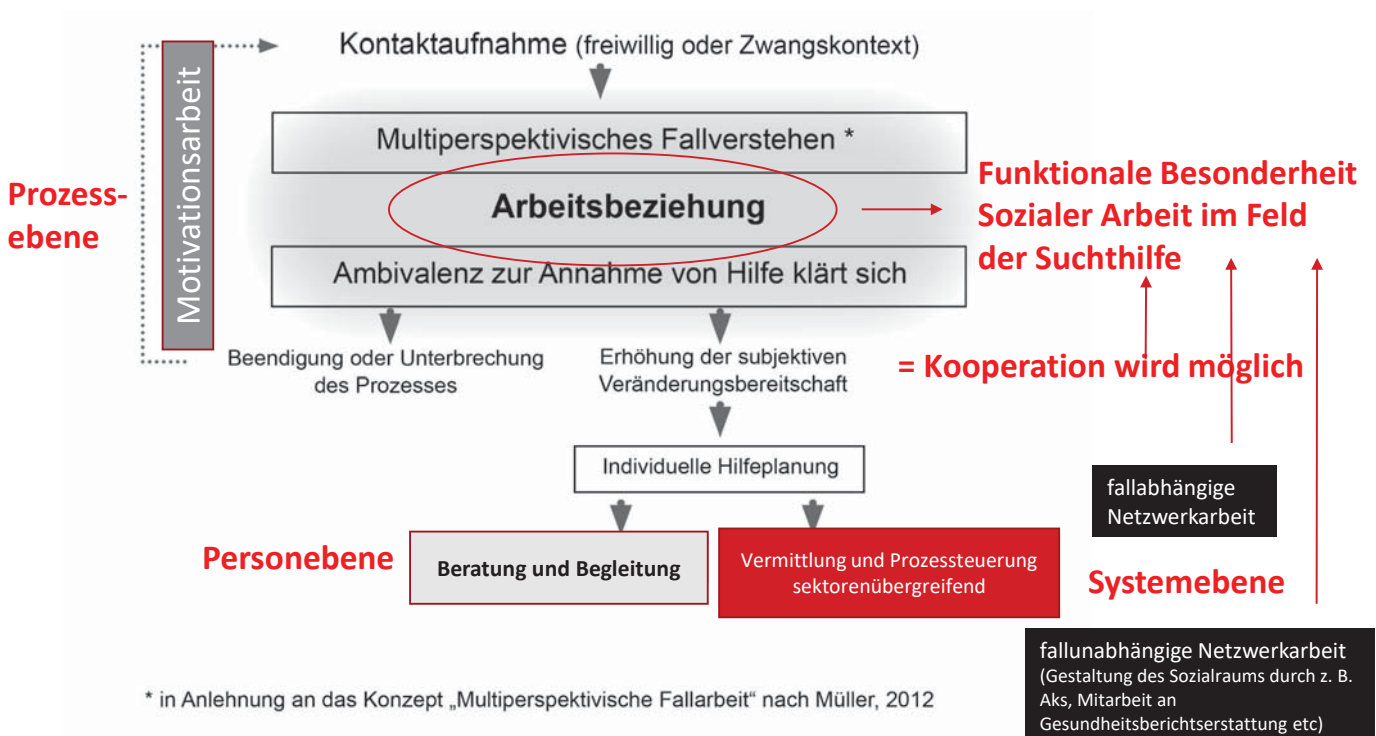 Kontaktaufnahme (freiwillig oder Zwangskontext)
Motivationsarbeit
Multiperspektivisches Fallverstehen *
Prozess-
ebene
Arbeitsbeziehung
Funktionale Besonderheit
Sozialer Arbeit im Feld
der Suchthilfe
Ambivalenz zur Annahme von Hilfe klärt sich
Beendigung oder Unterbrechung
des Prozesses
Erhöhung der subjektiven
Veränderungsbereitschaft
= Kooperation wird möglich
Individuelle Hilfeplanung
fallabhängige
Netzwerkarbeit
Personebene
Beratung und Begleitung
Vermittlung und Prozessteuerung
sektorenübergreifend
Systemebene
fallunabhängige Netzwerkarbeit
(Gestaltung des Sozialraums durch z. B.
Aks, Mitarbeit an
Gesundheitsberichtserstattung etc)
* in Anlehnung an das Konzept „Multiperspektivische Fallarbeit" nach Müller, 2012